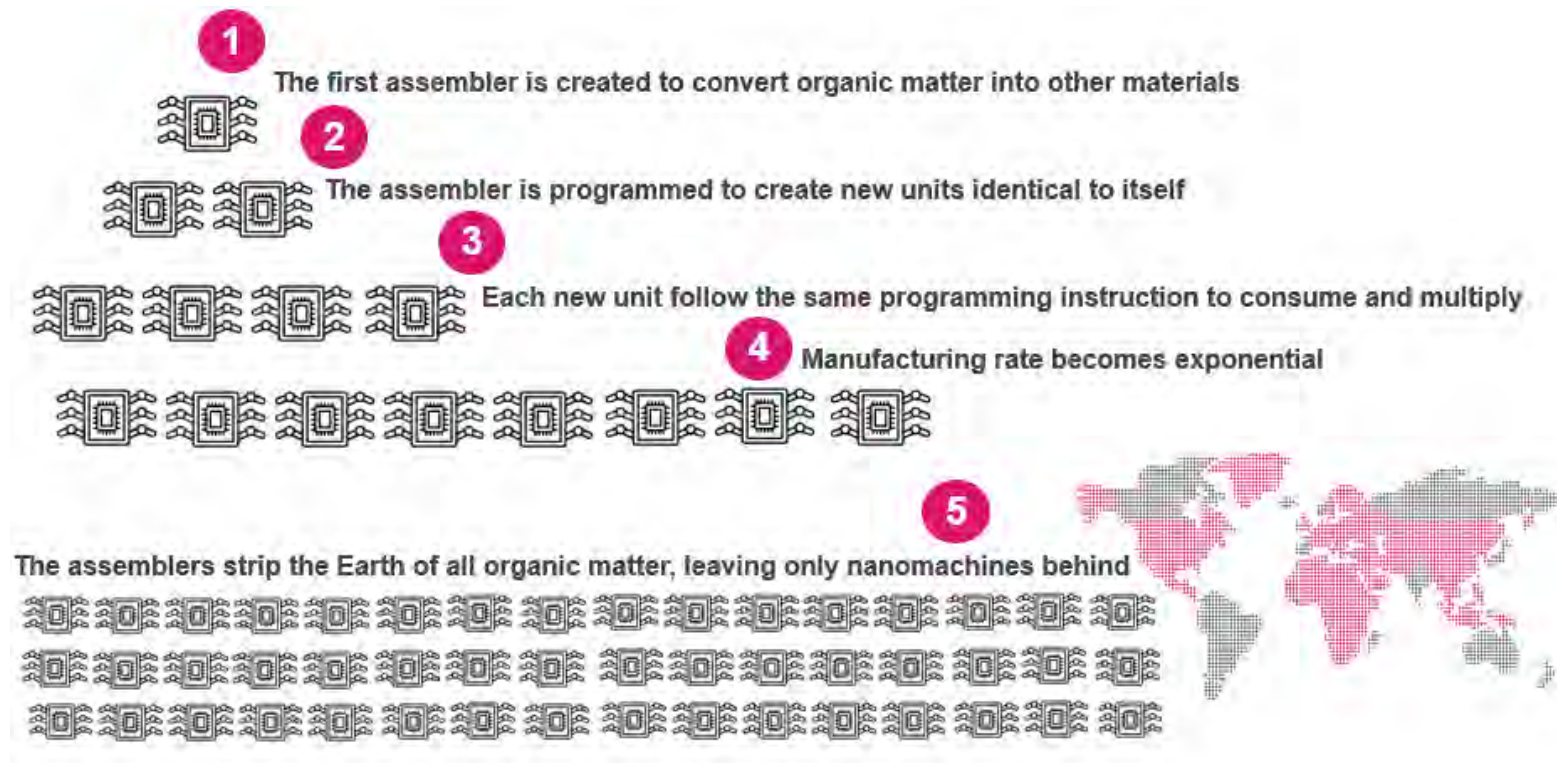 1
The first assembler is created to convert organic matter into other materials
2
The assembler is programmed to create new units identical to itself
3
Each new unit follow the same programming instruction to consume and multiply
4
Manufacturing rate becomes exponential
5
The assemblers strip the Earth of all organic matter, leaving only nanomachines behind